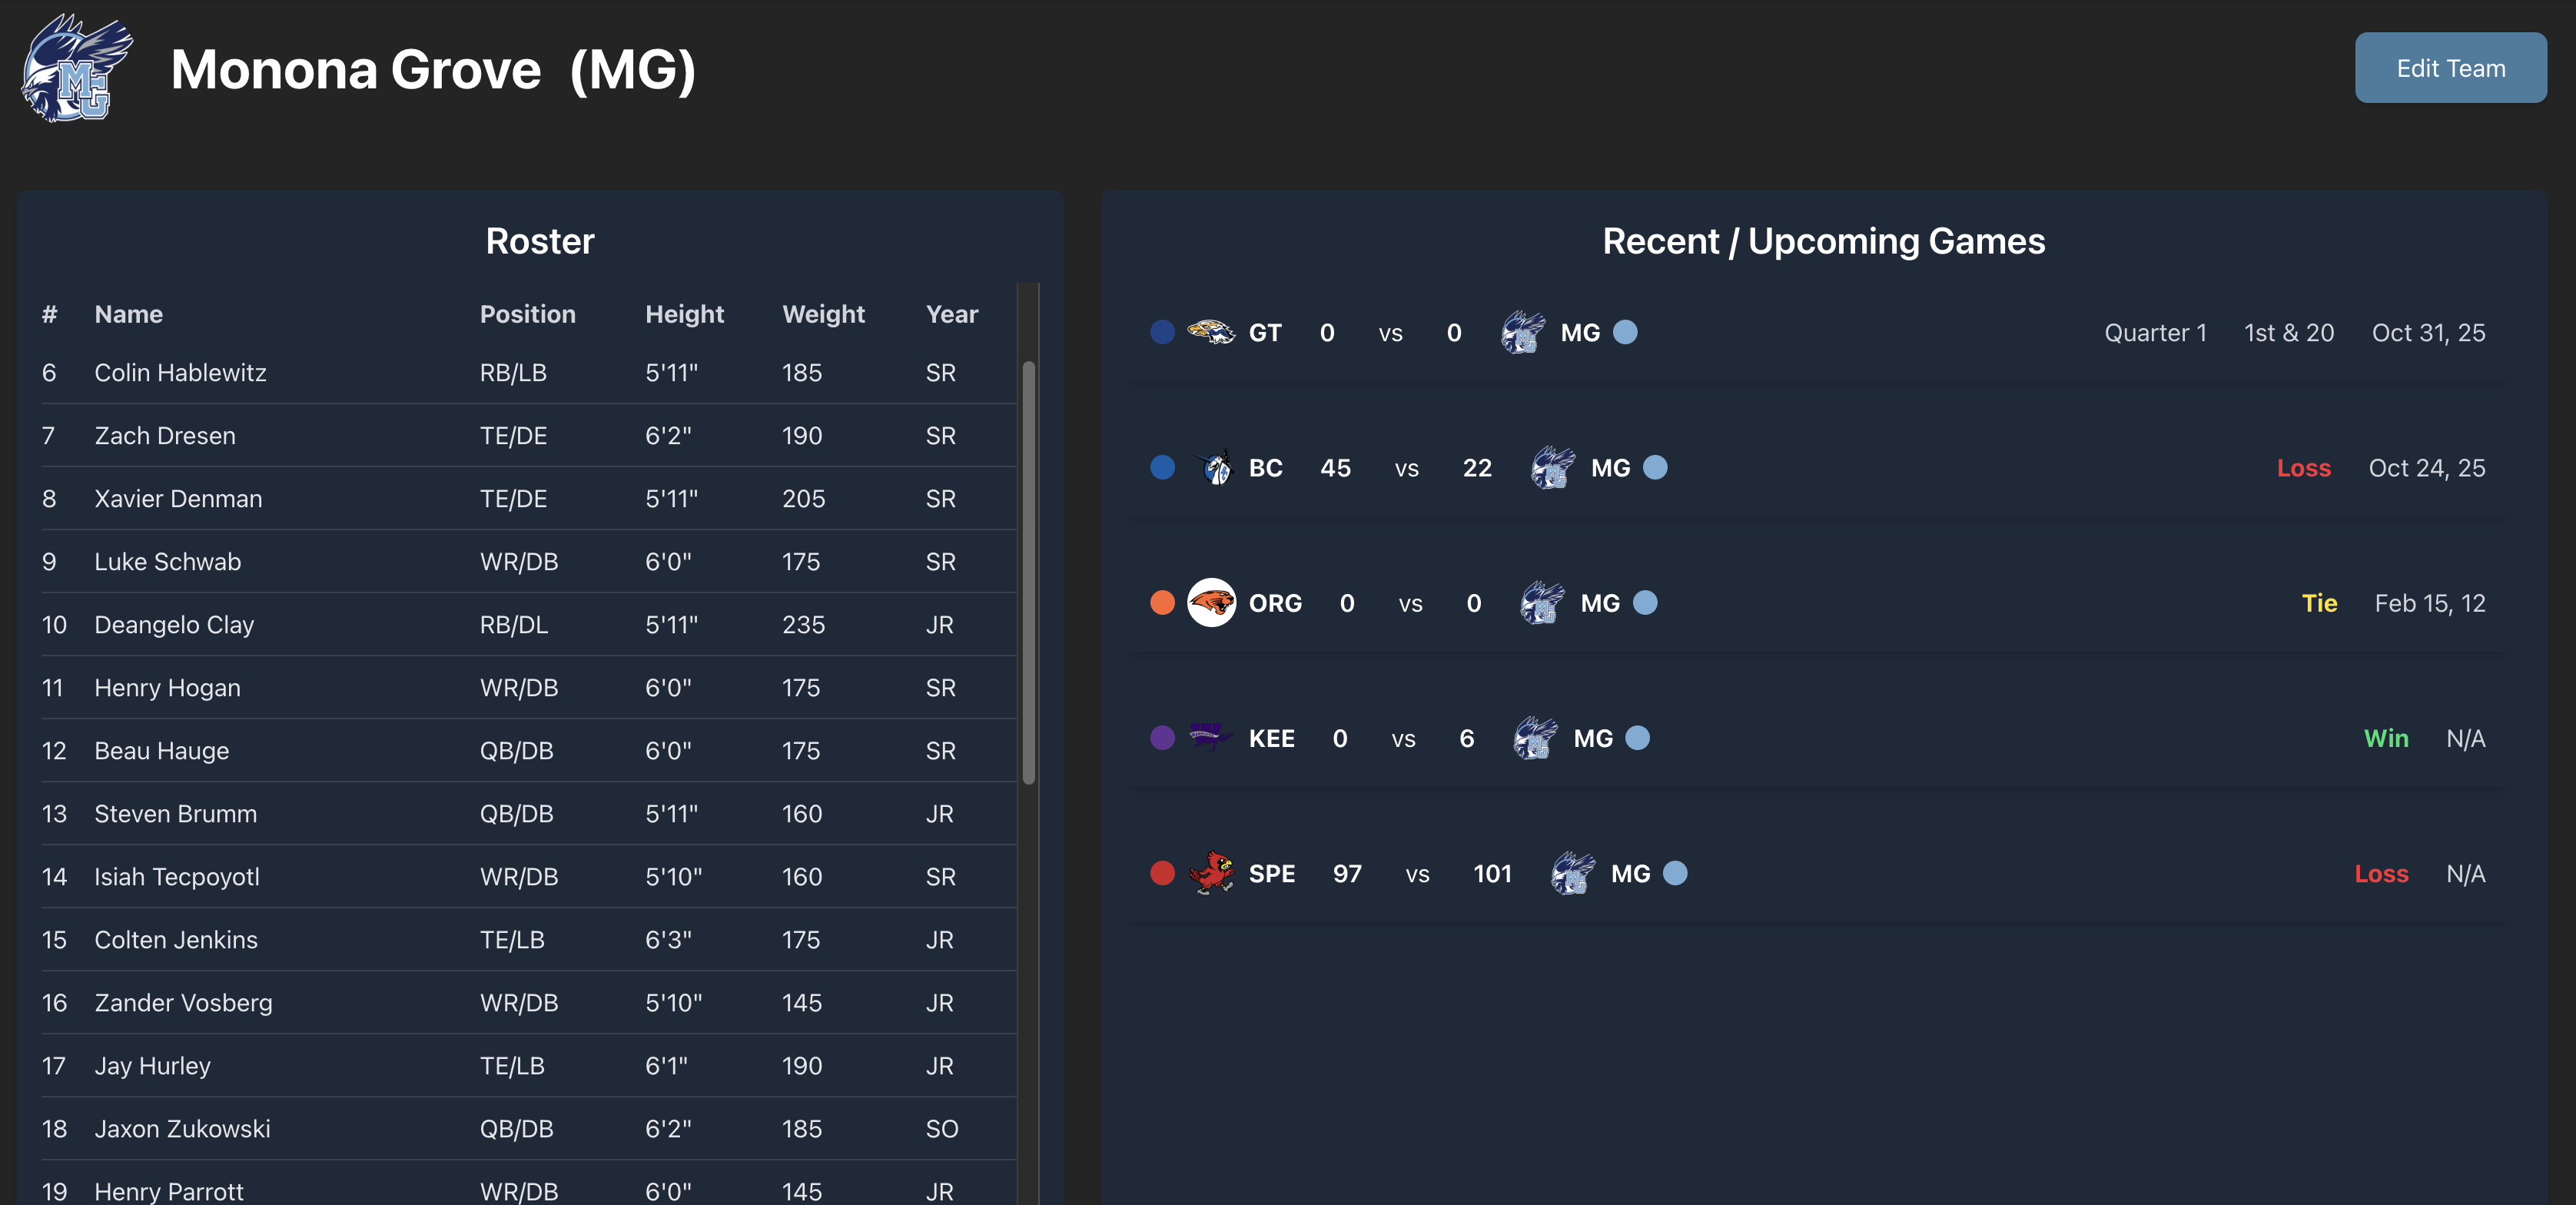 MG
Monona Grove (MG)
Edit Team
Roster
# Name Position Height Weight Year
6 Colin Hablewitz RB/LB 5'11" 185 SR
7 Zach Dresen TE/DE 6'2" 190 SR
8 Xavier Denman TE/DE 5'11" 205 SR
9 Luke Schwab WR/DB 6'0" 175 SR
10 Deangelo Clay RB/DL 5'11" 235 JR
11 Henry Hogan WR/DB 6'0" 175 SR
12 Beau Hauge QB/DB 6'0" 175 SR
13 Steven Brumm QB/DB 5'11" 160 JR
14 Isiah Tecpoyotl WR/DB 5'10" 160 SR
15 Colten Jenkins TE/LB 6'3" 175 JR
16 Zander Vosberg WR/DB 5'10" 145 JR
17 Jay Hurley TE/LB 6'1" 190 JR
18 Jaxon Zukowski QB/DB 6'2" 185 SO
19 Henry Parrott WR/DB 6'0" 145 JR
Recent / Upcoming Games
GT 0 vs 0 MG Quarter 1 1st & 20 Oct 31, 25
BC 45 vs 22 MG Loss Oct 24, 25
ORG 0 vs 0 MG Tie Feb 15, 12
KEE 0 vs 6 MG Win N/A
SPE 97 vs 101 MG Loss N/A